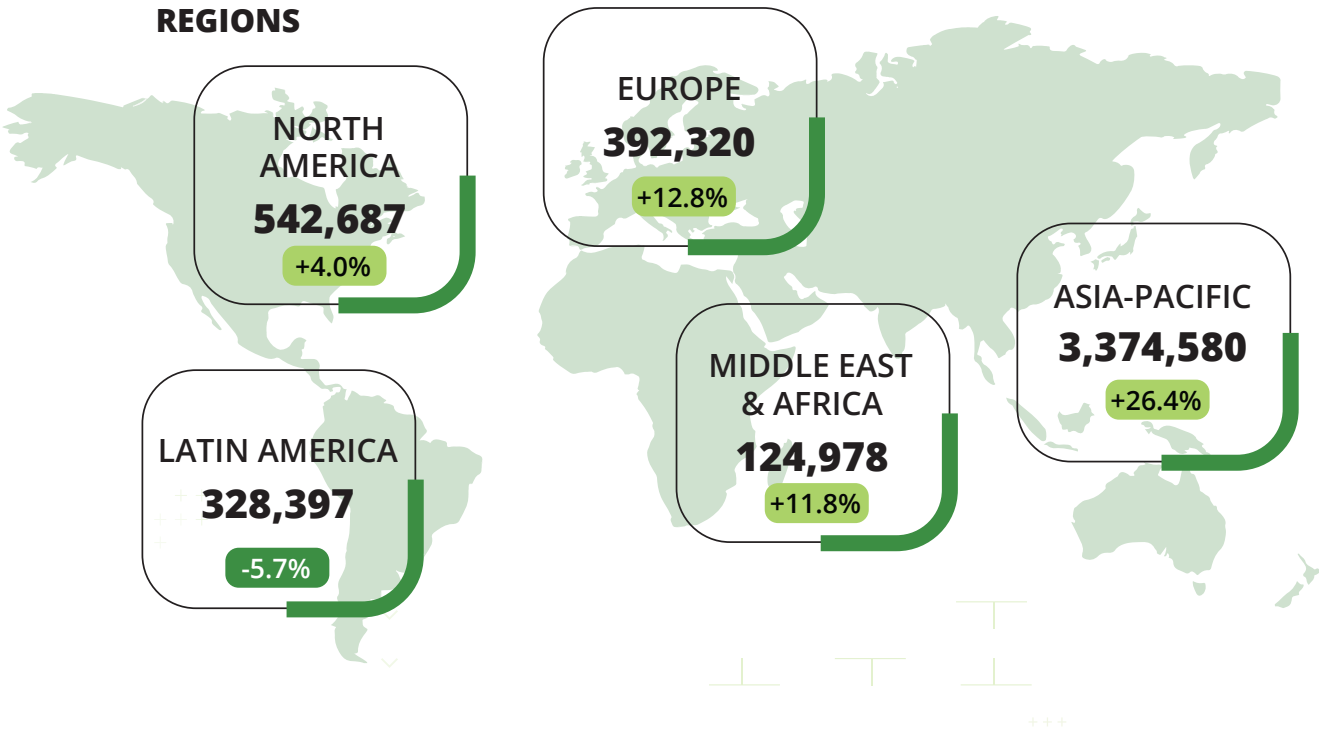 REGIONS
NORTH
AMERICA
542,687
+4.0%
EUROPE
392,320
+12.8%
ASIA-PACIFIC
3,374,580
+26.4%
MIDDLE EAST
& AFRICA
124,978
+11.8%
LATIN AMERICA
328,397
-5.7%